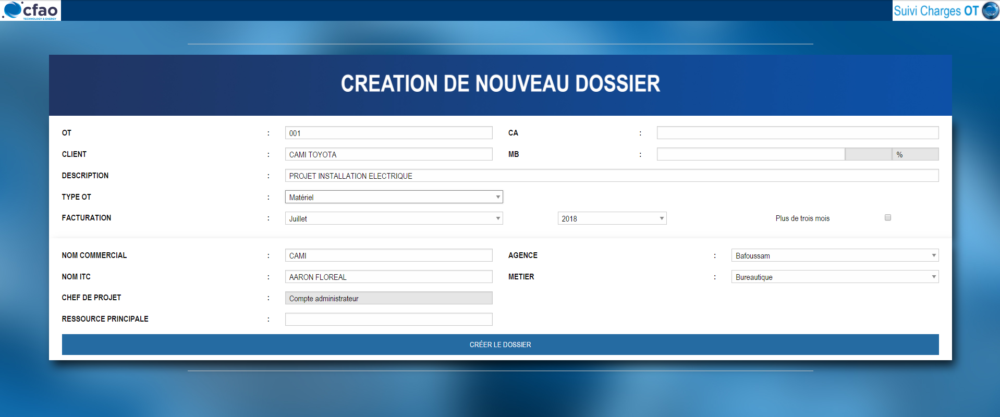 cfao
TECHNOLOGY & ENERGY
Suivi Charges OT
CREATION DE NOUVEAU DOSSIER
OT : 001 CA :
CLIENT : CAMI TOYOTA MB : %
DESCRIPTION : PROJET INSTALLATION ELECTRIQUE
TYPE OT : Matériel
FACTURATION : Juillet 2018 Plus de trois mois
NOM COMMERCIAL : CAMI AGENCE : Bafoussam
NOM ITC : AARON FLOREAL METIER : Bureautique
CHEF DE PROJET : Compte administrateur
RESSOURCE PRINCIPALE :
CRÉER LE DOSSIER